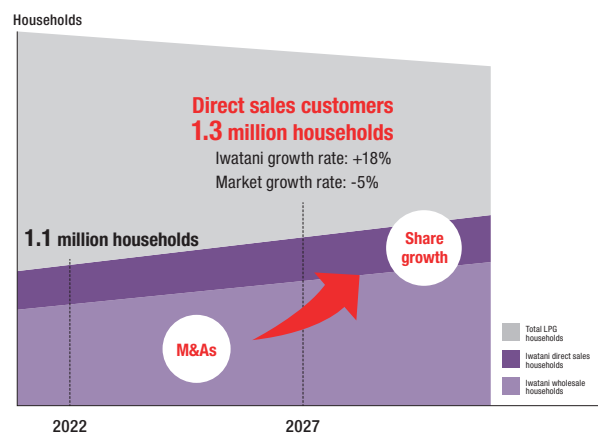 Households
Direct sales customers
1.3 million households
Iwatani growth rate: +18%
Market growth rate: -5%
1.1 million households
Share
growth
M&As
Total LPG
households
Iwatani direct sales
households
Iwatani wholesale
households
2022
2027